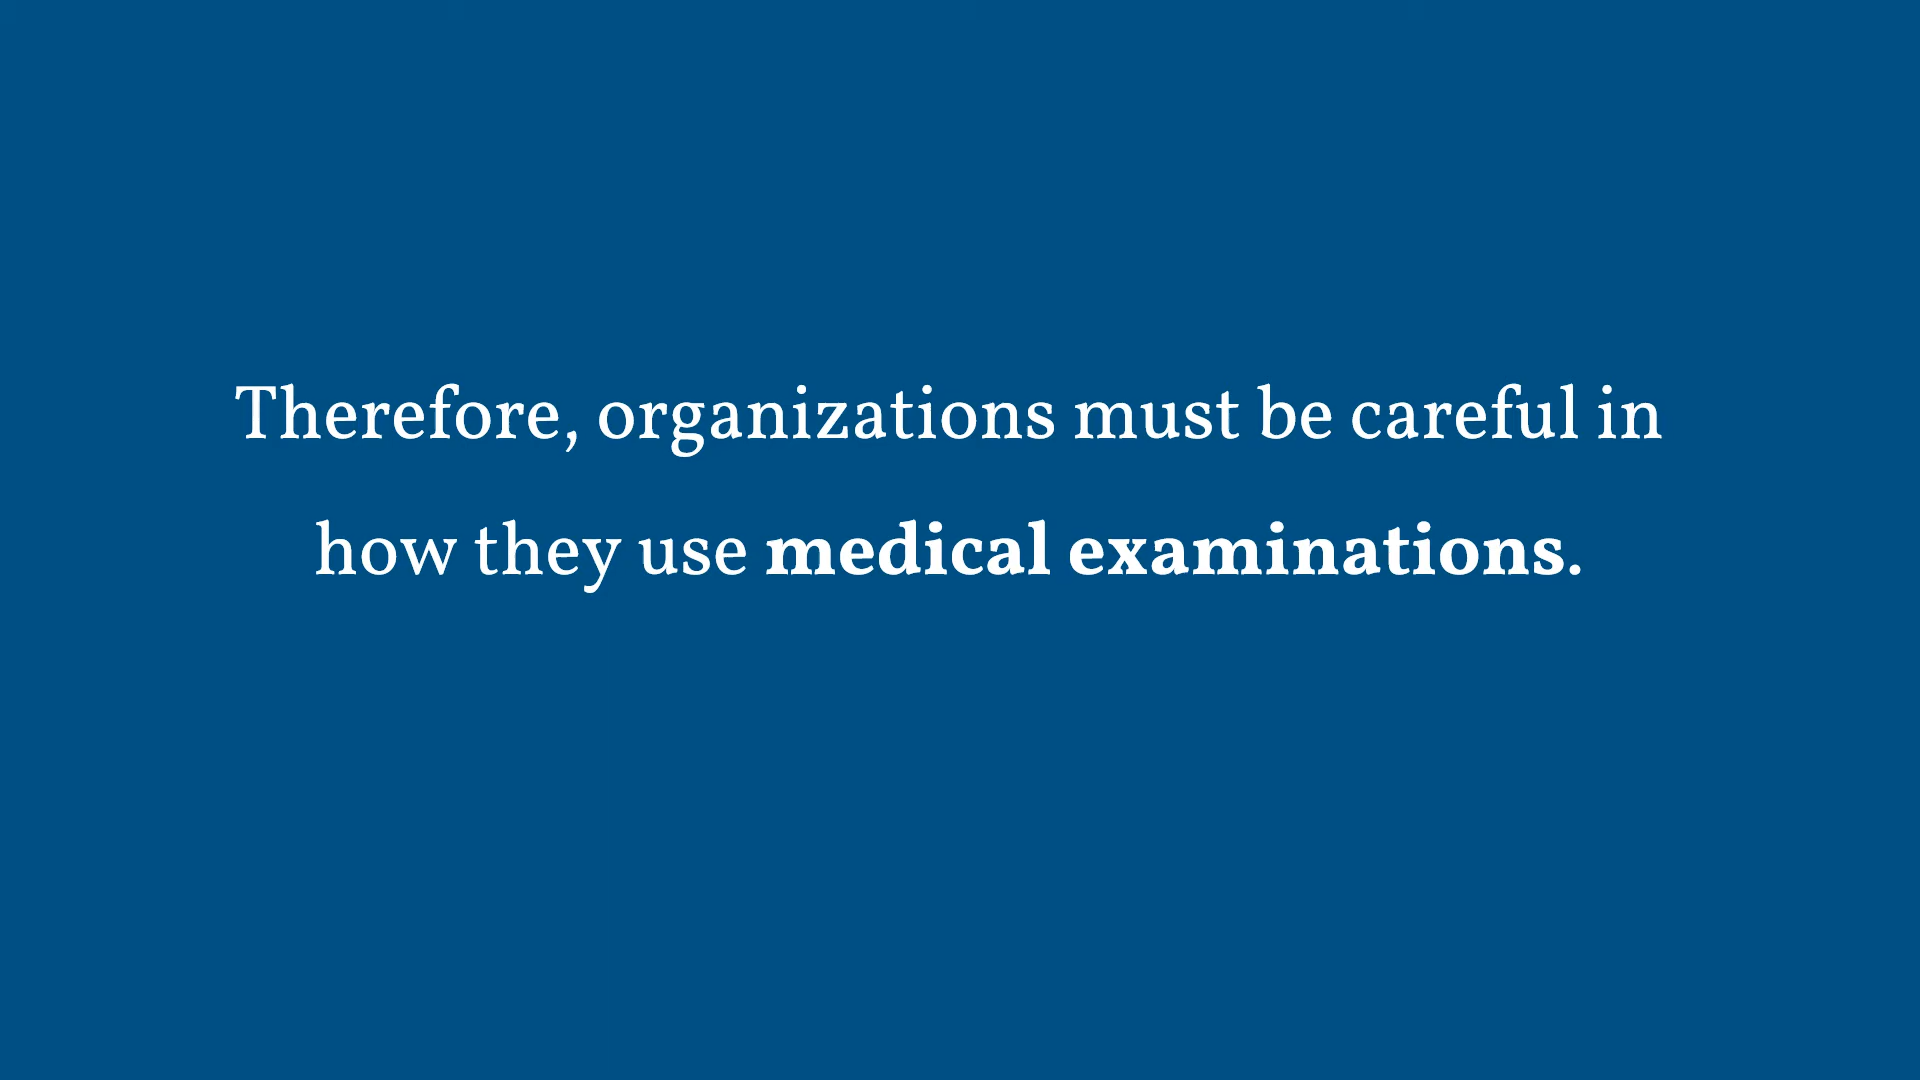 Therefore, organizations must be careful in
how they use medical examinations.